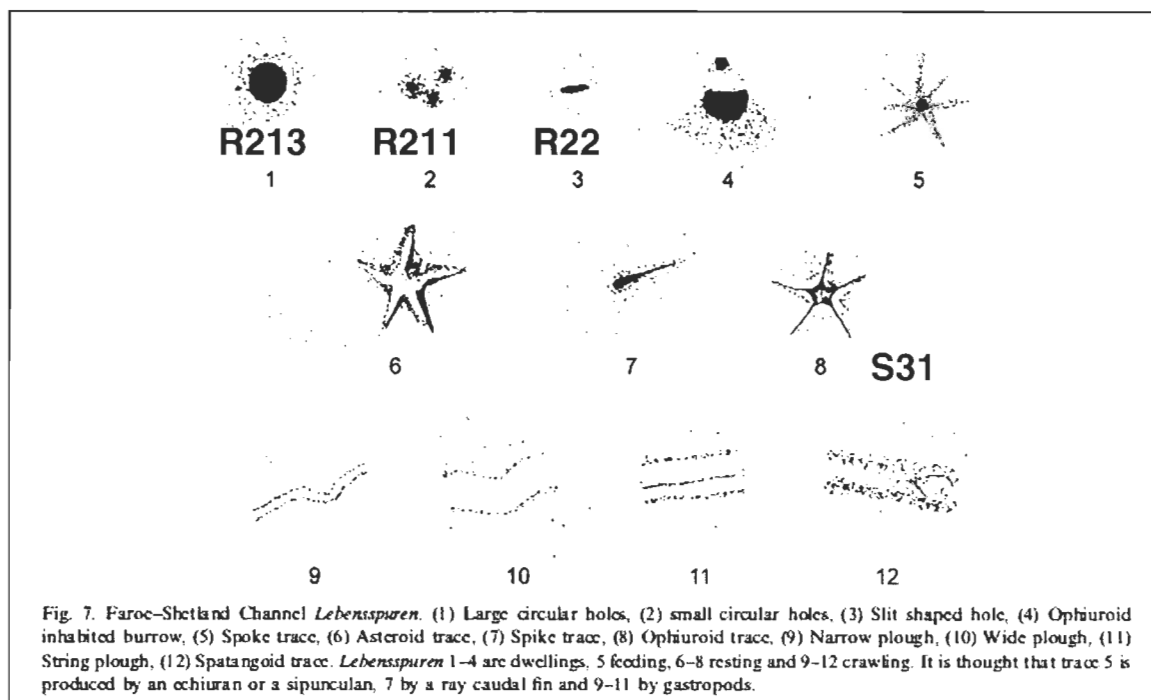 R213 R211 R22
1 2 3 4 5
6 7 8 S31
9 10 11 12
Fig. 7. Faroe–Shetland Channel Lebensspuren. (1) Large circular holes, (2) small circular holes, (3) Slit shaped hole, (4) Ophiuroid
inhabited burrow, (5) Spoke trace, (6) Asteroid trace, (7) Spike trace, (8) Ophiuroid trace, (9) Narrow plough, (10) Wide plough, (11)
String plough, (12) Spatangoid trace. Lebensspuren 1–4 are dwellings, 5 feeding, 6–8 resting and 9–12 crawling. It is thought that trace 5 is
produced by an echiuran or a sipunculan, 7 by a ray caudal fin and 9–11 by gastropods.